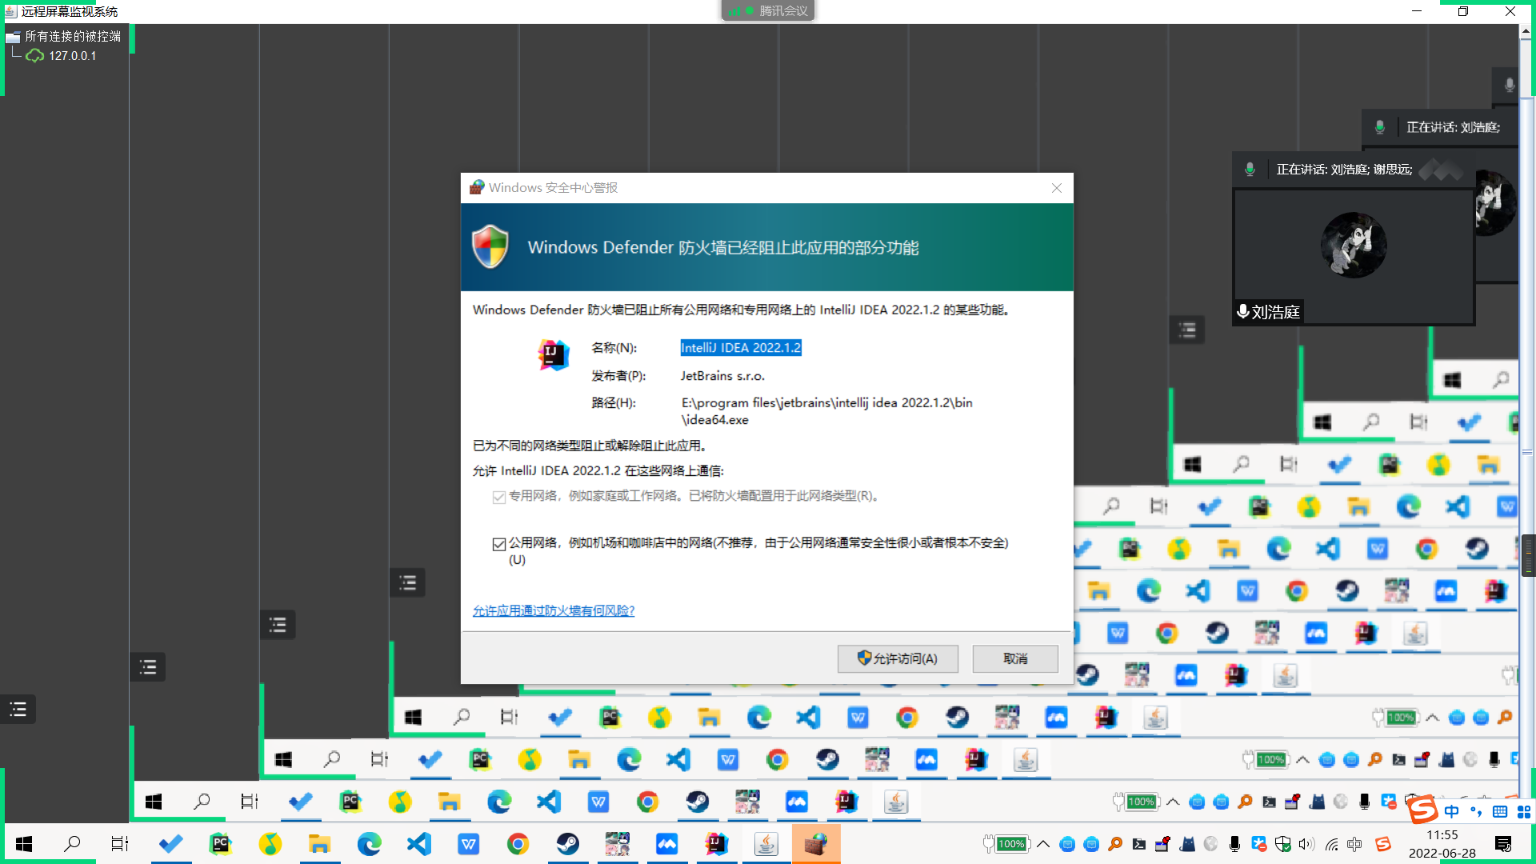 远程屏幕监视系统
腾讯会议
所有连接的被控端
127.0.0.1
正在讲话: 刘浩庭;
正在讲话: 刘浩庭; 谢思远;
刘浩庭
Windows 安全中心警报
Windows Defender 防火墙已经阻止此应用的部分功能
Windows Defender 防火墙已阻止所有公用网络和专用网络上的 IntelliJ IDEA 2022.1.2 的某些功能。
名称(N): IntelliJ IDEA 2022.1.2
发布者(P): JetBrains s.r.o.
路径(H): E:\program files\jetbrains\intellij idea 2022.1.2\bin
\idea64.exe
已为不同的网络类型阻止或解除阻止此应用。
允许 IntelliJ IDEA 2022.1.2 在这些网络上通信:
专用网络，例如家庭或工作网络。已将防火墙配置用于此网络类型(R)。
公用网络，例如机场和咖啡店中的网络(不推荐，由于公用网络通常安全性很小或者根本不安全)
(U)
允许应用通过防火墙有何风险?
允许访问(A)
取消
100%
100%
100%
中
100%
中
11:55
2022-06-28